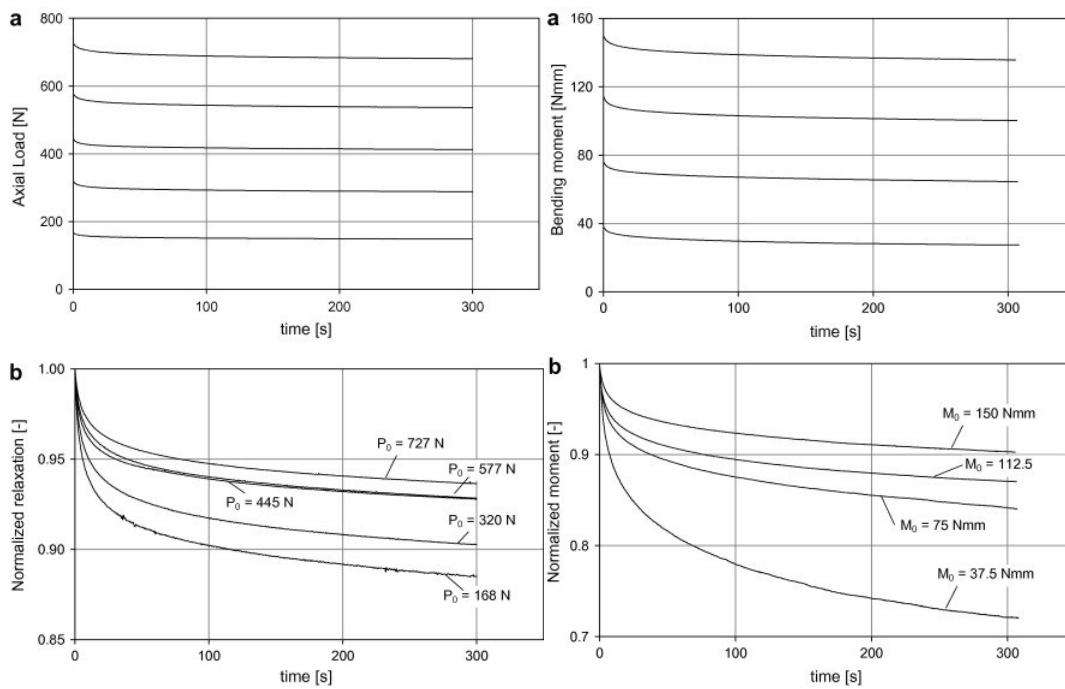 a
Axial Load [N]
800
600
400
200
0
0 100 200 300
time [s]
a
Bending moment [Nmm]
160
120
80
40
0
0 100 200 300
time [s]
b
Normalized relaxation [-]
1.00
0.95
0.90
0.85
P0 = 727 N
P0 = 577 N
P0 = 445 N
P0 = 320 N
P0 = 168 N
0 100 200 300
time [s]
b
Normalized moment [-]
1
0.9
0.8
0.7
M0 = 150 Nmm
M0 = 112.5
M0 = 75 Nmm
M0 = 37.5 Nmm
0 100 200 300
time [s]